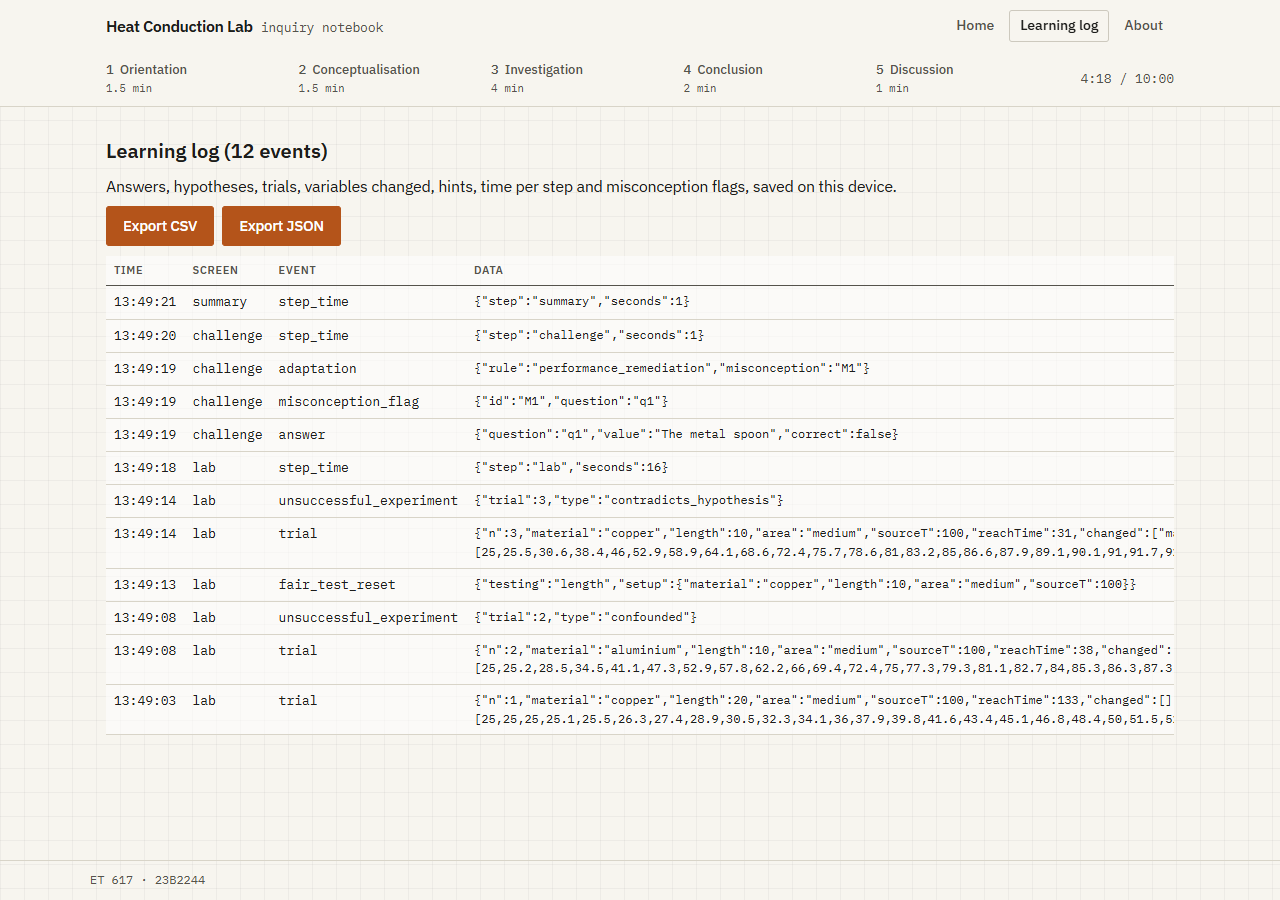 Heat Conduction Lab inquiry notebook
Home Learning log About
1 Orientation 2 Conceptualisation 3 Investigation 4 Conclusion 5 Discussion
1.5 min 1.5 min 4 min 2 min 1 min
4:18 / 10:00
Learning log (12 events)
Answers, hypotheses, trials, variables changed, hints, time per step and misconception flags, saved on this device.
Export CSV Export JSON
TIME SCREEN EVENT DATA
13:49:21 summary step_time {"step":"summary","seconds":1}
13:49:20 challenge step_time {"step":"challenge","seconds":1}
13:49:19 challenge adaptation {"rule":"performance_remediation","misconception":"M1"}
13:49:19 challenge misconception_flag {"id":"M1","question":"q1"}
13:49:19 challenge answer {"question":"q1","value":"The metal spoon","correct":false}
13:49:18 lab step_time {"step":"lab","seconds":16}
13:49:14 lab unsuccessful_experiment {"trial":3,"type":"contradicts_hypothesis"}
13:49:14 lab trial {"n":3,"material":"copper","length":10,"area":"medium","sourceT":100,"reachTime":31,"changed":["m
[25,25.5,30.6,38.4,46,52.9,58.9,64.1,68.6,72.4,75.7,78.6,81,83.2,85,86.6,87.9,89.1,90.1,91,91.7,9
13:49:13 lab fair_test_reset {"testing":"length","setup":{"material":"copper","length":10,"area":"medium","sourceT":100}}
13:49:08 lab unsuccessful_experiment {"trial":2,"type":"confounded"}
13:49:08 lab trial {"n":2,"material":"aluminium","length":10,"area":"medium","sourceT":100,"reachTime":38,"changed":
[25,25.2,28.5,34.5,41.1,47.3,52.9,57.8,62.2,66,69.4,72.4,75,77.3,79.3,81.1,82.7,84,85.3,86.3,87.3
13:49:03 lab trial {"n":1,"material":"copper","length":20,"area":"medium","sourceT":100,"reachTime":133,"changed":[]
[25,25,25,25.1,25.5,26.3,27.4,28.9,30.5,32.3,34.1,36,37.9,39.8,41.6,43.4,45.1,46.8,48.4,50,51.5,5
ET 617 · 23B2244